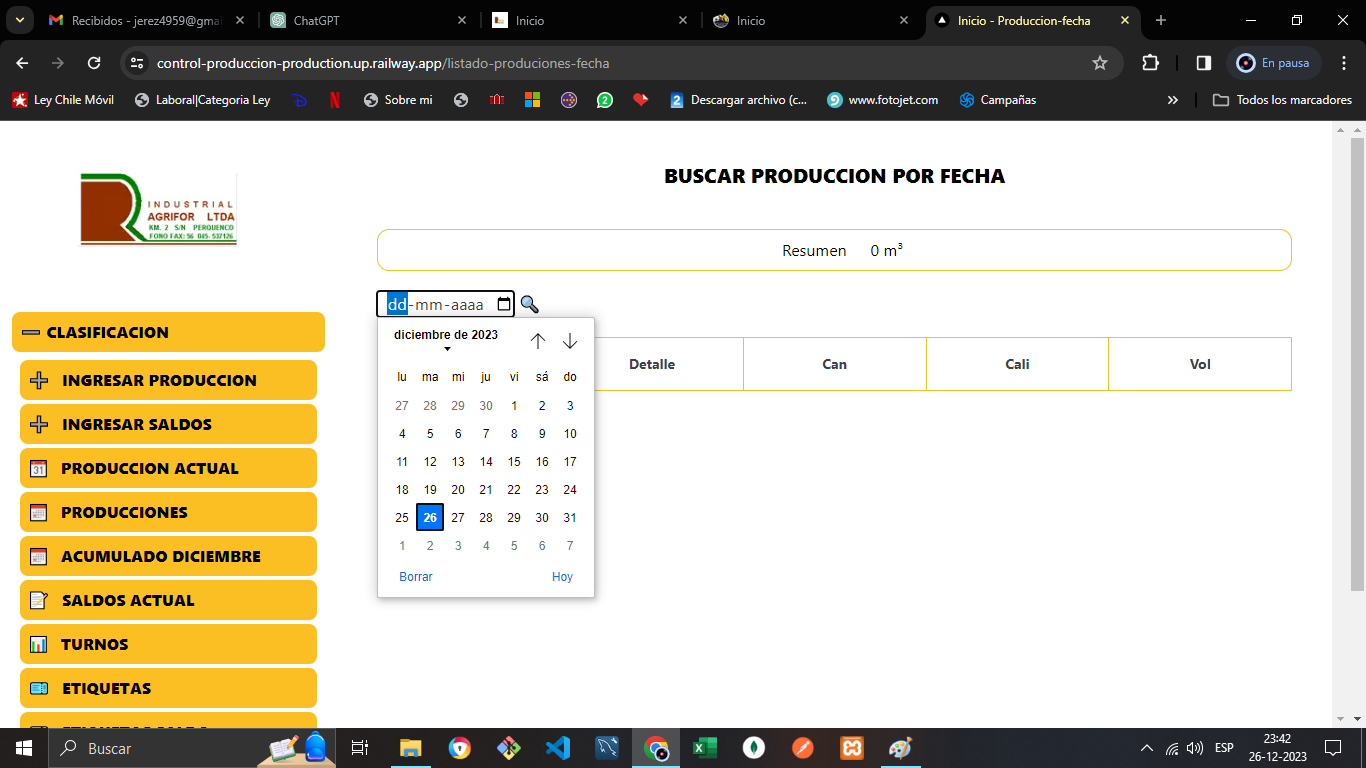 Recibidos - jerez4959@gmai
ChatGPT
Inicio
Inicio
Inicio - Produccion-fecha
control-produccion-production.up.railway.app/listado-produciones-fecha
En pausa
Ley Chile Móvil
Laboral|Categoria Ley
Sobre mi
Descargar archivo (c...
www.fotojet.com
Campañas
»
Todos los marcadores
INDUSTRIAL
AGRIFOR LTDA
KM. 2 S/N PERQUENCO
FONO FAX: 56 045. 537126
CLASIFICACION
INGRESAR PRODUCCION
INGRESAR SALDOS
PRODUCCION ACTUAL
PRODUCCIONES
ACUMULADO DICIEMBRE
SALDOS ACTUAL
TURNOS
ETIQUETAS
BUSCAR PRODUCCION POR FECHA
Resumen 0 m³
dd-mm-aaaa
diciembre de 2023
lu ma mi ju vi sá do
27 28 29 30 1 2 3
4 5 6 7 8 9 10
11 12 13 14 15 16 17
18 19 20 21 22 23 24
25 26 27 28 29 30 31
1 2 3 4 5 6 7
Borrar Hoy
Detalle Can Cali Vol
Buscar
ESP
23:42
26-12-2023